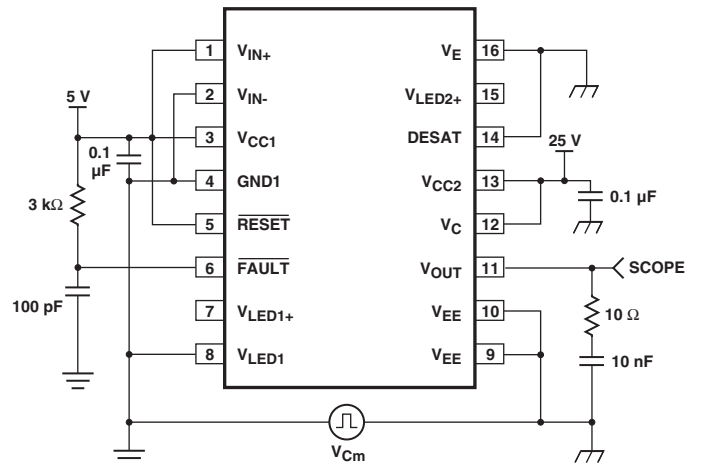 1 V_IN+
2 V_IN-
3 V_CC1
4 GND1
5 RESET
6 FAULT
7 V_LED1+
8 V_LED1
V_E 16
V_LED2+ 15
DESAT 14
V_CC2 13
V_C 12
V_OUT 11
V_EE 10
V_EE 9
5 V
0.1
µF
3 kΩ
100 pF
25 V
0.1 µF
SCOPE
10 Ω
10 nF
V_Cm